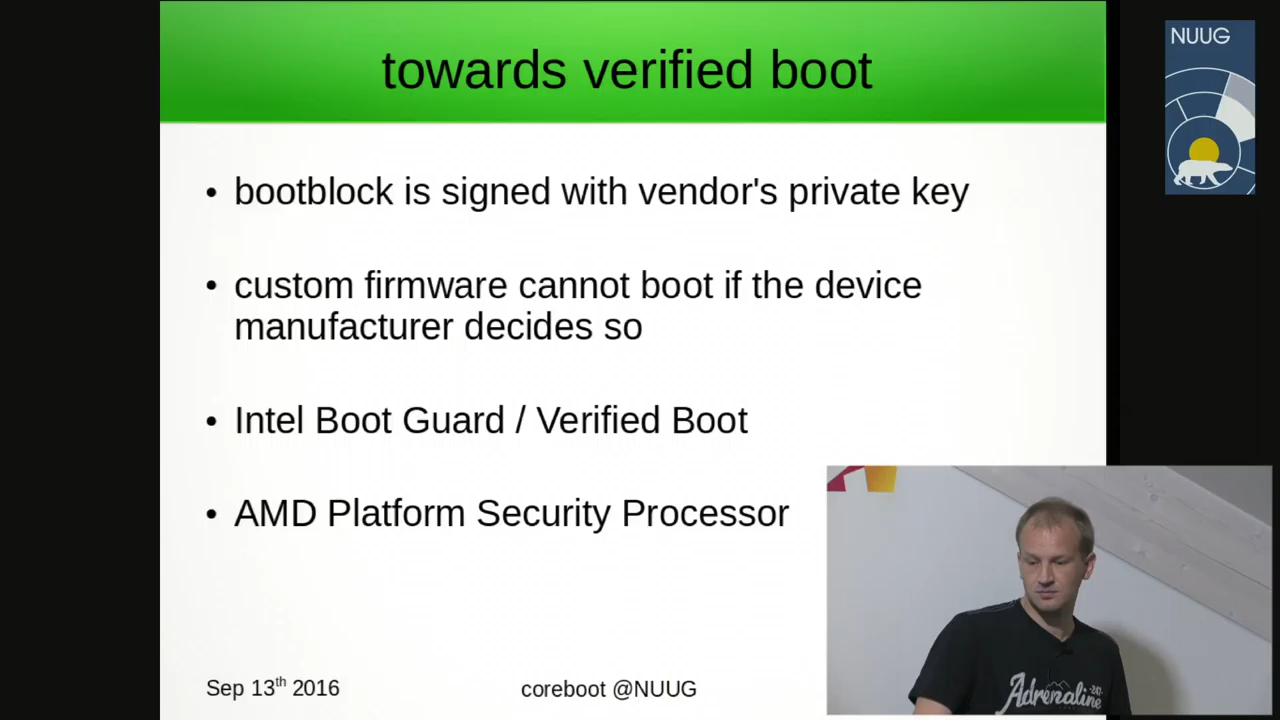 towards verified boot
NUUG
• bootblock is signed with vendor's private key
• custom firmware cannot boot if the device
manufacturer decides so
• Intel Boot Guard / Verified Boot
• AMD Platform Security Processor
Adrenaline
Sep 13th 2016
coreboot @NUUG